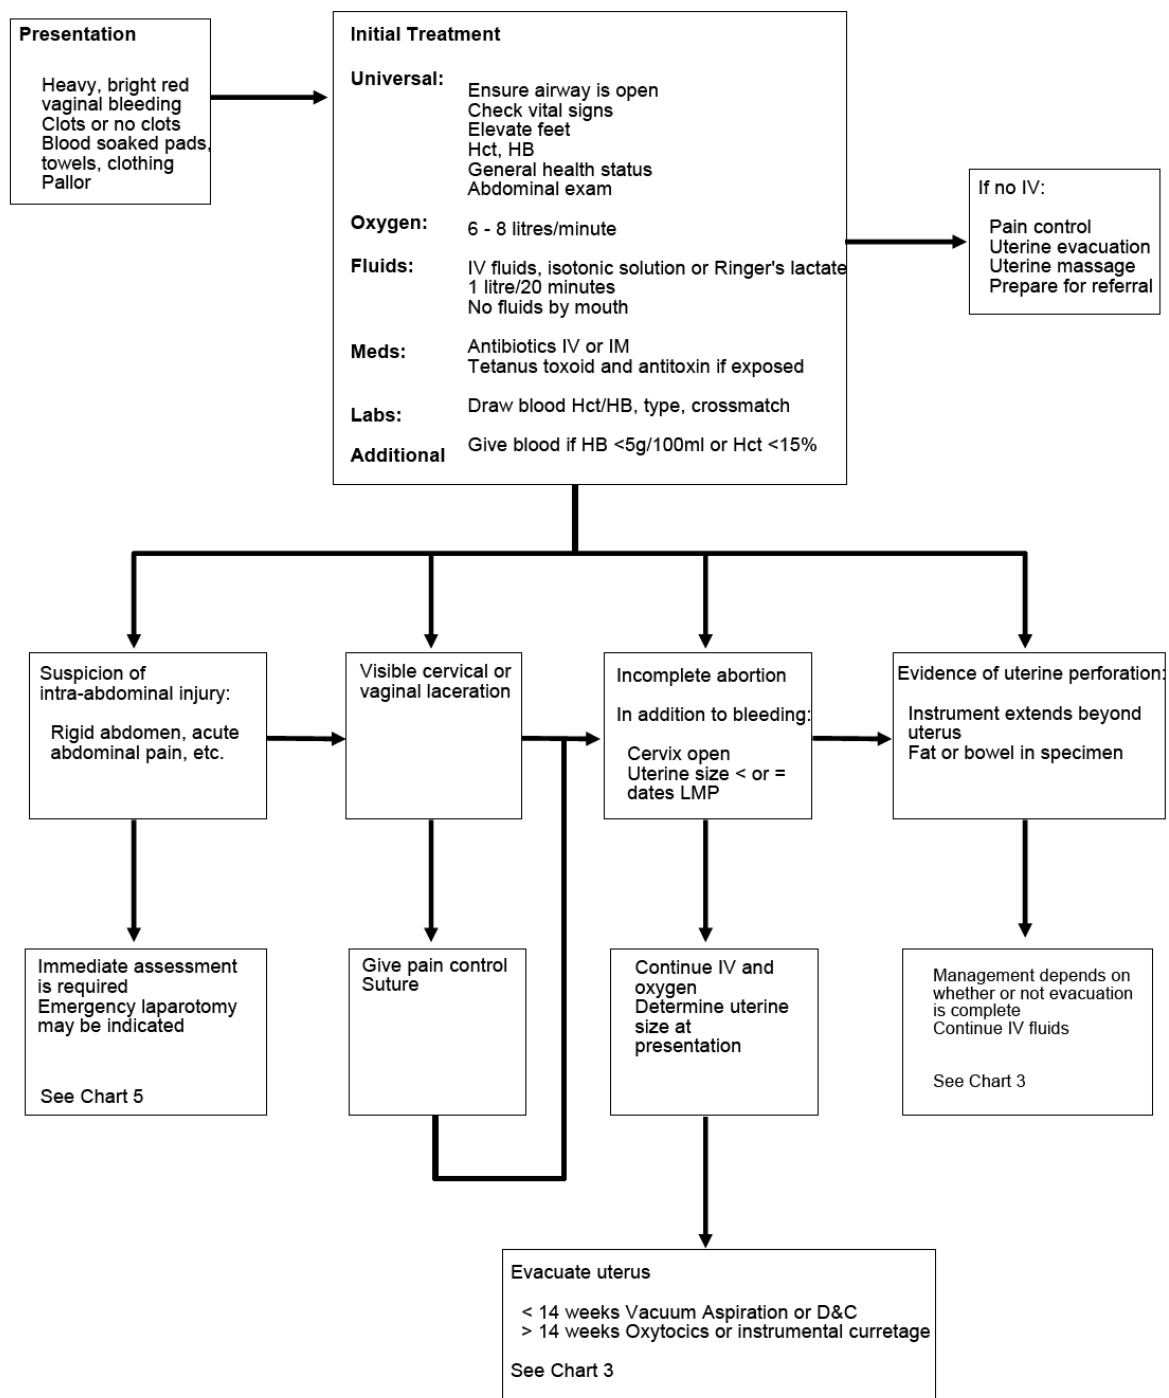 Presentation
Heavy, bright red
vaginal bleeding
Clots or no clots
Blood soaked pads,
towels, clothing
Pallor
Initial Treatment
Universal:
Ensure airway is open
Check vital signs
Elevate feet
Hct, HB
General health status
Abdominal exam
Oxygen:
6 - 8 litres/minute
Fluids:
IV fluids, isotonic solution or Ringer's lactate
1 litre/20 minutes
No fluids by mouth
Meds:
Antibiotics IV or IM
Tetanus toxoid and antitoxin if exposed
Labs:
Draw blood Hct/HB, type, crossmatch
Additional
Give blood if HB <5g/100ml or Hct <15%
If no IV:
Pain control
Uterine evacuation
Uterine massage
Prepare for referral
Suspicion of
intra-abdominal injury:
Rigid abdomen, acute
abdominal pain, etc.
Visible cervical or
vaginal laceration
Incomplete abortion
In addition to bleeding:
Cervix open
Uterine size < or =
dates LMP
Evidence of uterine perforation:
Instrument extends beyond
uterus
Fat or bowel in specimen
Immediate assessment
is required
Emergency laparotomy
may be indicated
See Chart 5
Give pain control
Suture
Continue IV and
oxygen
Determine uterine
size at
presentation
Management depends on
whether or not evacuation
is complete
Continue IV fluids
See Chart 3
Evacuate uterus
< 14 weeks Vacuum Aspiration or D&C
> 14 weeks Oxytocics or instrumental curretage
See Chart 3